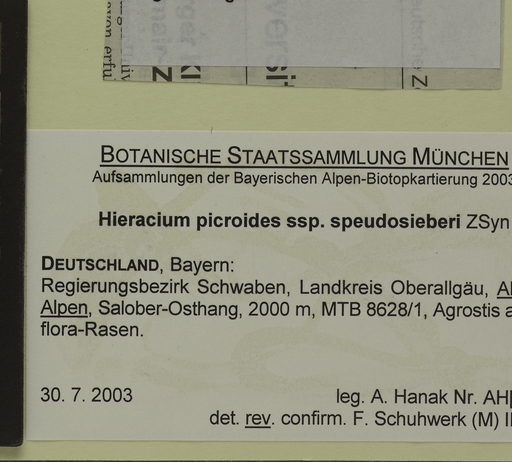 BOTANISCHE STAATSSAMMLUNG MÜNCHEN
Aufsammlungen der Bayerischen Alpen-Biotopkartierung 2003
Hieracium picroides ssp. speudosieberi ZSyn
DEUTSCHLAND, Bayern:
Regierungsbezirk Schwaben, Landkreis Oberallgäu,
Alpen, Salober-Osthang, 2000 m, MTB 8628/1, Agrostis
flora-Rasen.
30. 7. 2003
leg. A. Hanak Nr.
det. rev. confirm. F. Schuhwerk (M)